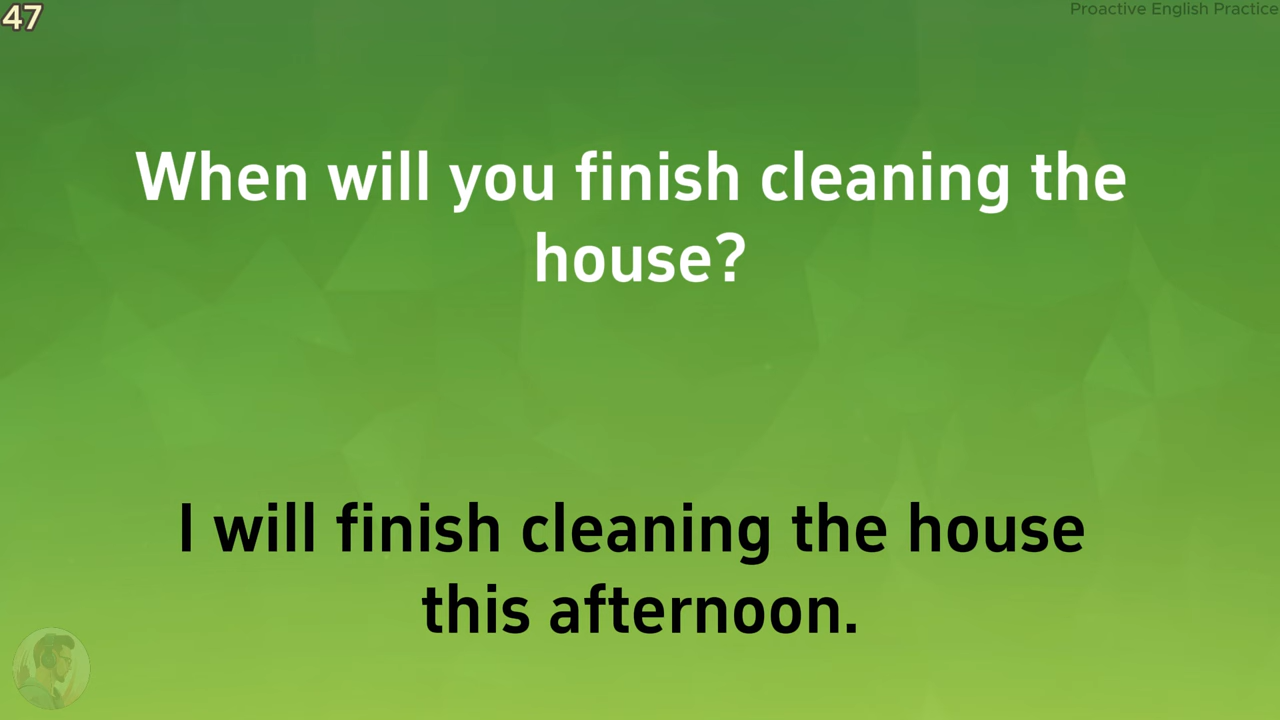 47
Proactive English Practice
When will you finish cleaning the
house?
I will finish cleaning the house
this afternoon.